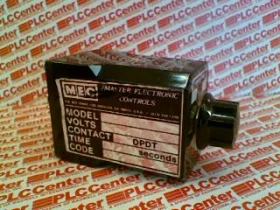 MEC
MASTER ELECTRONIC
CONTROLS
MODEL
VOLTS
CONTACT DPDT
TIME seconds
CODE
PLCCenter